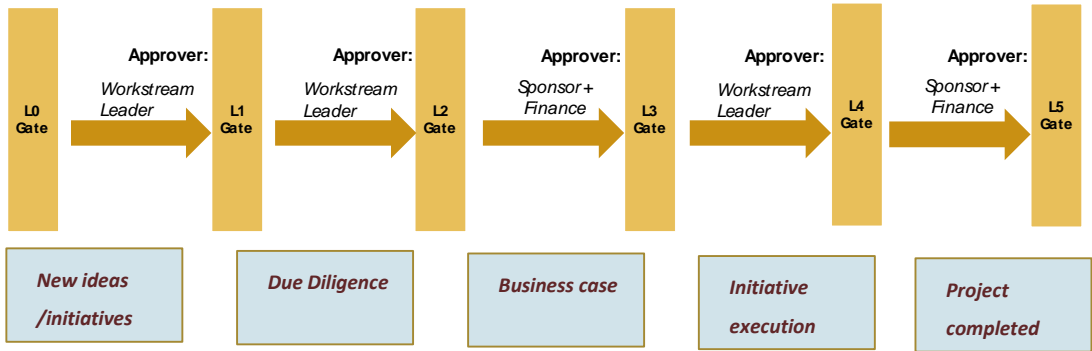 Approver:
Workstream
Leader
Approver:
Workstream
Leader
Approver:
Sponsor +
Finance
Approver:
Workstream
Leader
Approver:
Sponsor +
Finance
L0
Gate
L1
Gate
L2
Gate
L3
Gate
L4
Gate
L5
Gate
New ideas
/initiatives
Due Diligence
Business case
Initiative
execution
Project
completed